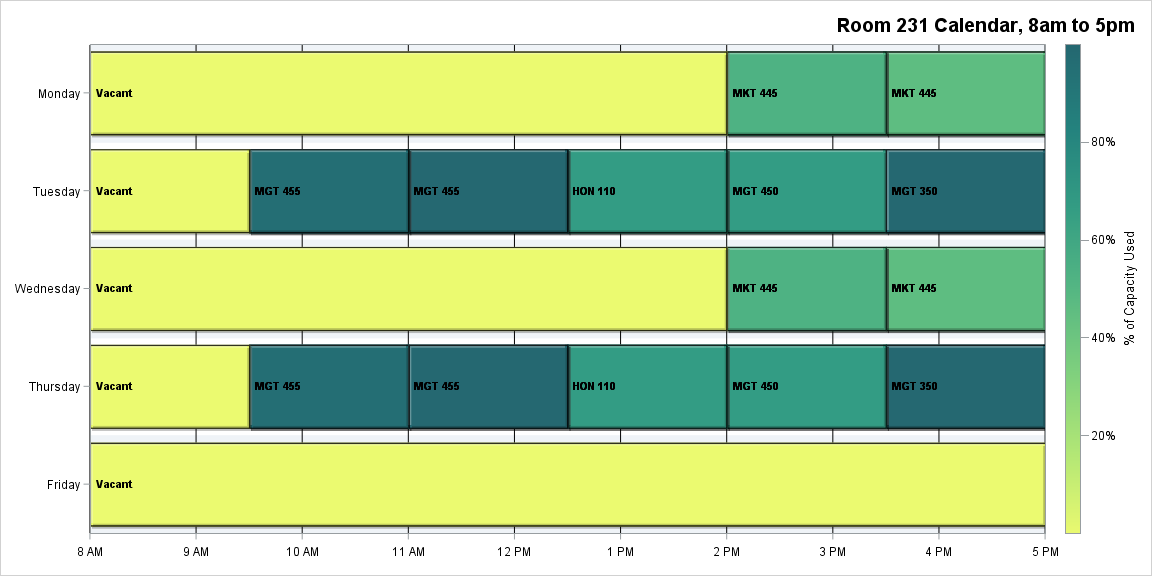 Room 231 Calendar, 8am to 5pm
Monday
Vacant
MKT 445
MKT 445
Tuesday
Vacant
MGT 455
MGT 455
HON 110
MGT 450
MGT 350
Wednesday
Vacant
MKT 445
MKT 445
Thursday
Vacant
MGT 455
MGT 455
HON 110
MGT 450
MGT 350
Friday
Vacant
8 AM
9 AM
10 AM
11 AM
12 PM
1 PM
2 PM
3 PM
4 PM
5 PM
80%
60%
40%
20%
% of Capacity Used